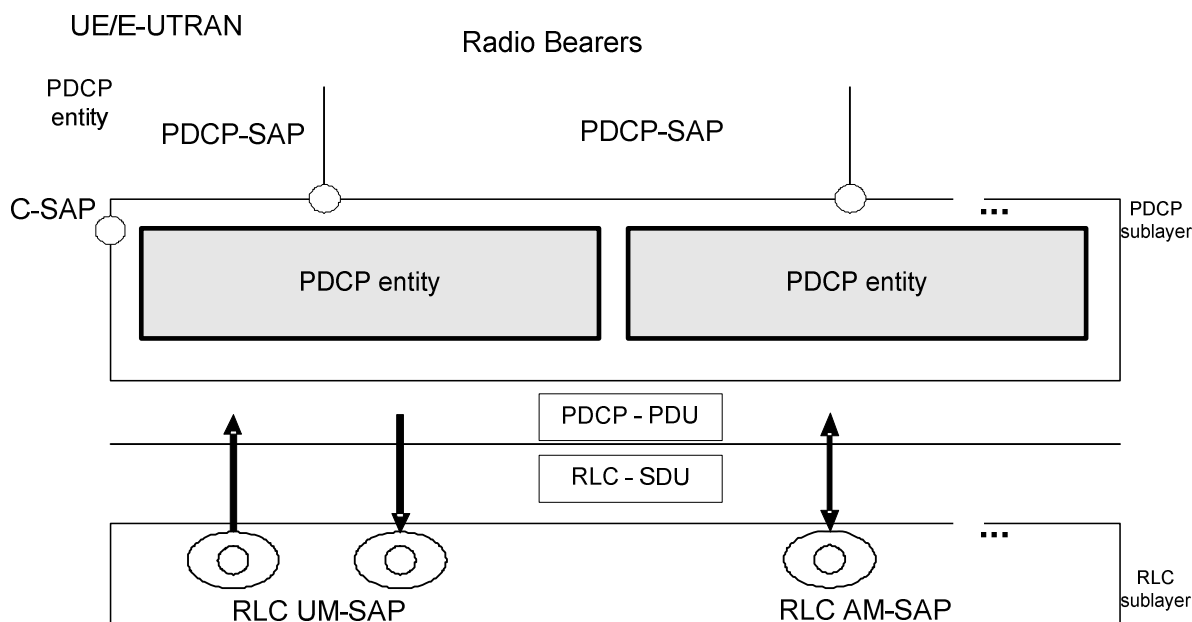 UE/E-UTRAN
Radio Bearers
PDCP
entity
PDCP-SAP
PDCP-SAP
C-SAP
...
PDCP
sublayer
PDCP entity
PDCP entity
PDCP - PDU
RLC - SDU
...
RLC UM-SAP
RLC AM-SAP
RLC
sublayer